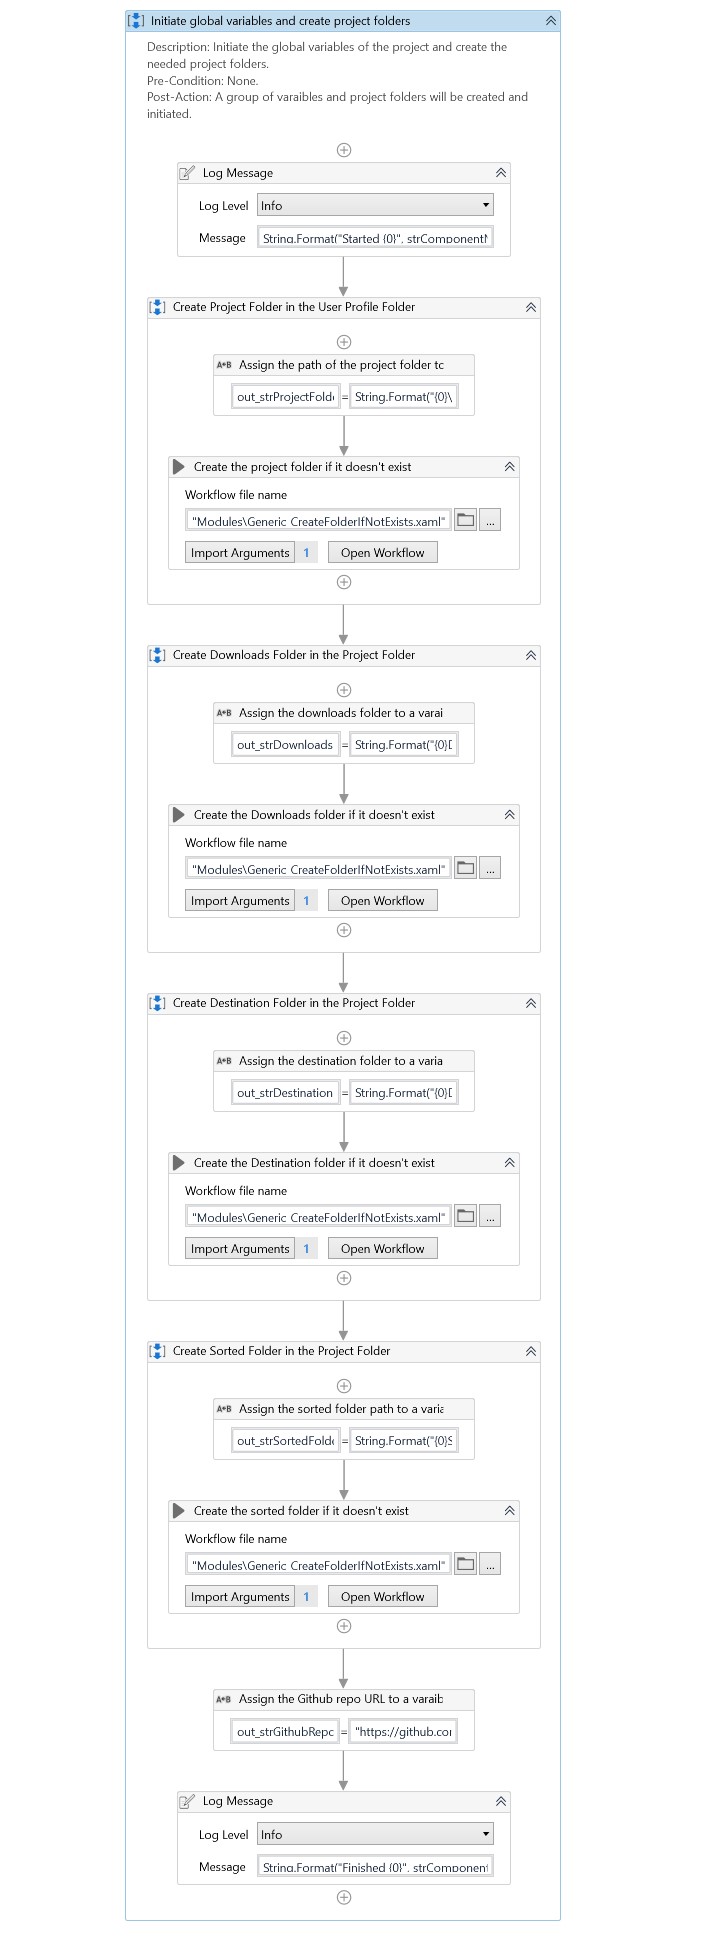 Initiate global variables and create project folders
Description: Initiate the global variables of the project and create the
needed project folders.
Pre-Condition: None.
Post-Action: A group of varaibles and project folders will be created and
initiated.
Log Message
Log Level Info
Message String.Format("Started {0}", strComponentN
Create Project Folder in the User Profile Folder
A*B Assign the path of the project folder tc
out_strProjectFold = String.Format("{0}\
Create the project folder if it doesn't exist
Workflow file name
"Modules\Generic_CreateFolderIfNotExists.xaml" ...
Import Arguments 1 Open Workflow
Create Downloads Folder in the Project Folder
A*B Assign the downloads folder to a varai
out_strDownloads = String.Format("{0}D
Create the Downloads folder if it doesn't exist
Workflow file name
"Modules\Generic_CreateFolderIfNotExists.xaml" ...
Import Arguments 1 Open Workflow
Create Destination Folder in the Project Folder
A*B Assign the destination folder to a varia
out_strDestination = String.Format("{0}D
Create the Destination folder if it doesn't exist
Workflow file name
"Modules\Generic_CreateFolderIfNotExists.xaml" ...
Import Arguments 1 Open Workflow
Create Sorted Folder in the Project Folder
A*B Assign the sorted folder path to a varia
out_strSortedFolde = String.Format("{0}S
Create the sorted folder if it doesn't exist
Workflow file name
"Modules\Generic_CreateFolderIfNotExists.xaml" ...
Import Arguments 1 Open Workflow
A*B Assign the Github repo URL to a varaib
out_strGithubRepo = "https://github.co
Log Message
Log Level Info
Message String.Format("Finished {0}", strComponent